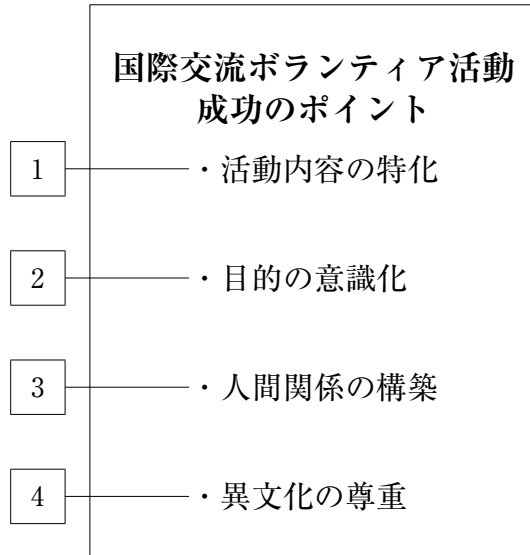 国際交流ボランティア活動
成功のポイント
1 ・活動内容の特化
2 ・目的の意識化
3 ・人間関係の構築
4 ・異文化の尊重